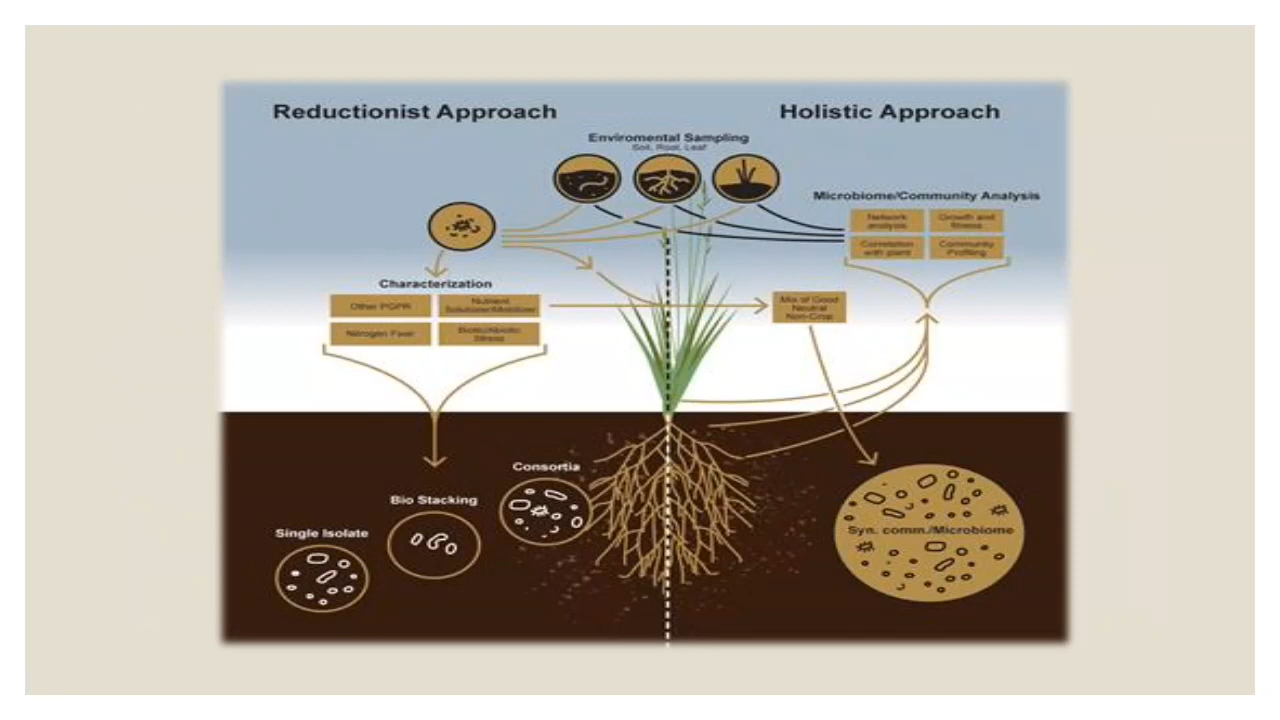 Reductionist Approach
Holistic Approach
Enviromental Sampling
Soil, Root, Leaf
Microbiome/Community Analysis
Network
analysis
Growth and
fitness
Correlation
with plant
Community
Profiling
Characterization
Other PGPR
Nutrient
Solubizer/Mobilizer
Nitrogen Fixer
Biotic/Abiotic
Stress
Mix of Good
Neutral
Non-Crop
Consortia
Bio Stacking
Single Isolate
Syn. comm./Microbiome